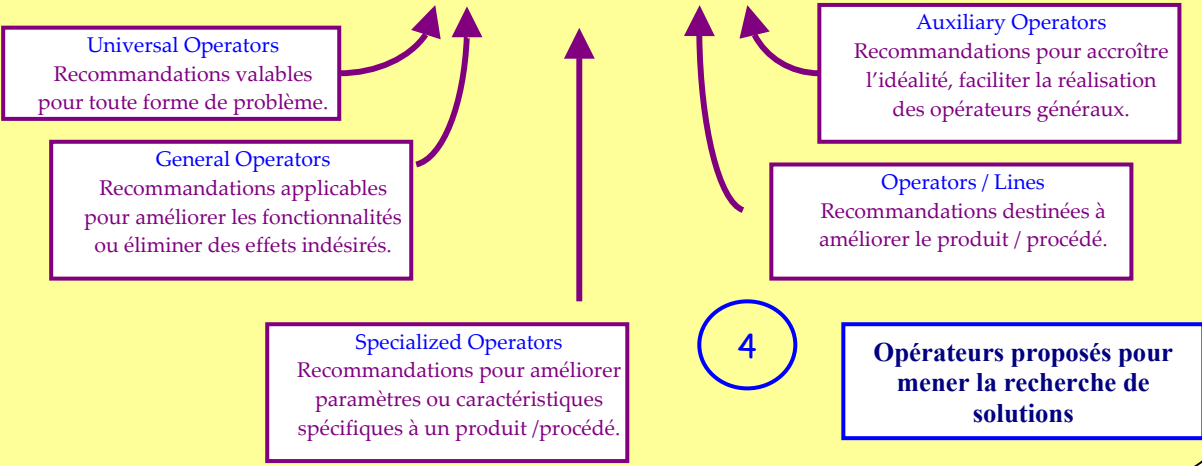 Universal Operators
Recommandations valables
pour toute forme de problème.
Auxiliary Operators
Recommandations pour accroître
l'idéalité, faciliter la réalisation
des opérateurs généraux.
General Operators
Recommandations applicables
pour améliorer les fonctionnalités
ou éliminer des effets indésirés.
Operators / Lines
Recommandations destinées à
améliorer le produit / procédé.
Specialized Operators
Recommandations pour améliorer
paramètres ou caractéristiques
spécifiques à un produit /procédé.
4
Opérateurs proposés pour
mener la recherche de
solutions